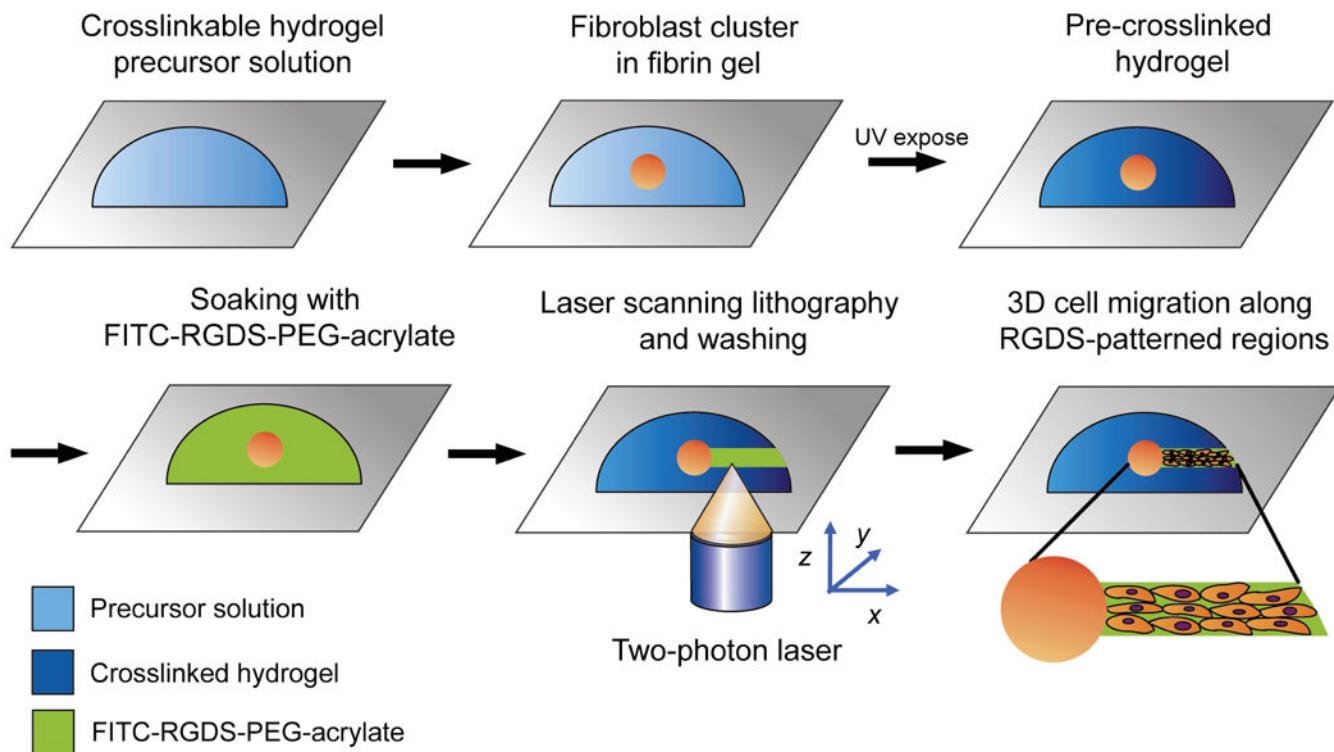 Crosslinkable hydrogel
precursor solution
Fibroblast cluster
in fibrin gel
UV expose
Pre-crosslinked
hydrogel
Soaking with
FITC-RGDS-PEG-acrylate
Laser scanning lithography
and washing
z
y
x
Two-photon laser
3D cell migration along
RGDS-patterned regions
Precursor solution
Crosslinked hydrogel
FITC-RGDS-PEG-acrylate